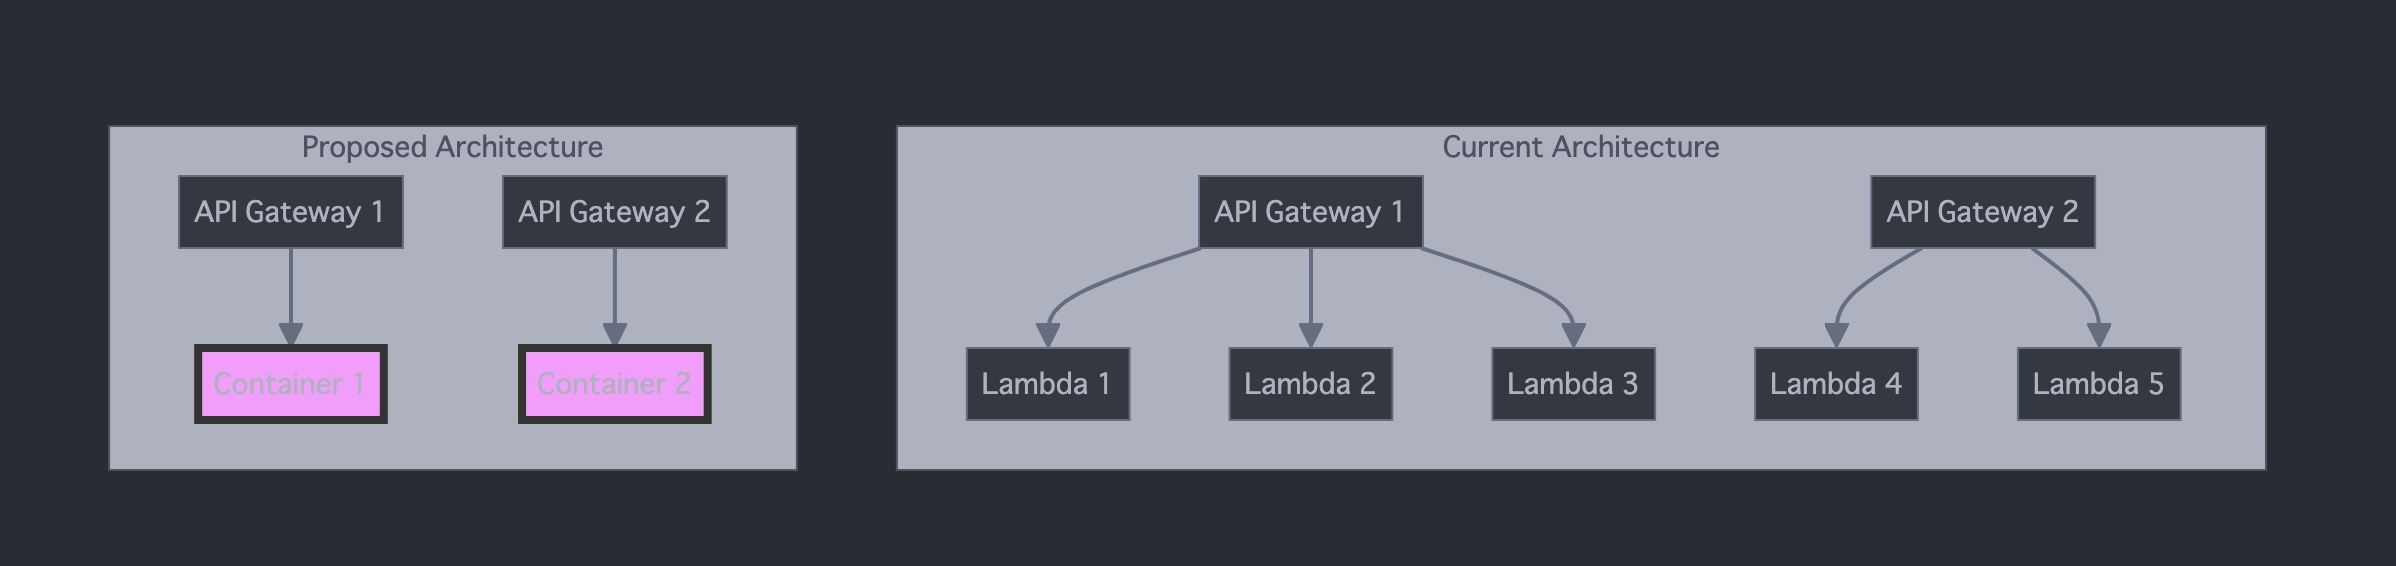 Proposed Architecture
API Gateway 1
API Gateway 2
Container 1
Container 2
Current Architecture
API Gateway 1
API Gateway 2
Lambda 1
Lambda 2
Lambda 3
Lambda 4
Lambda 5